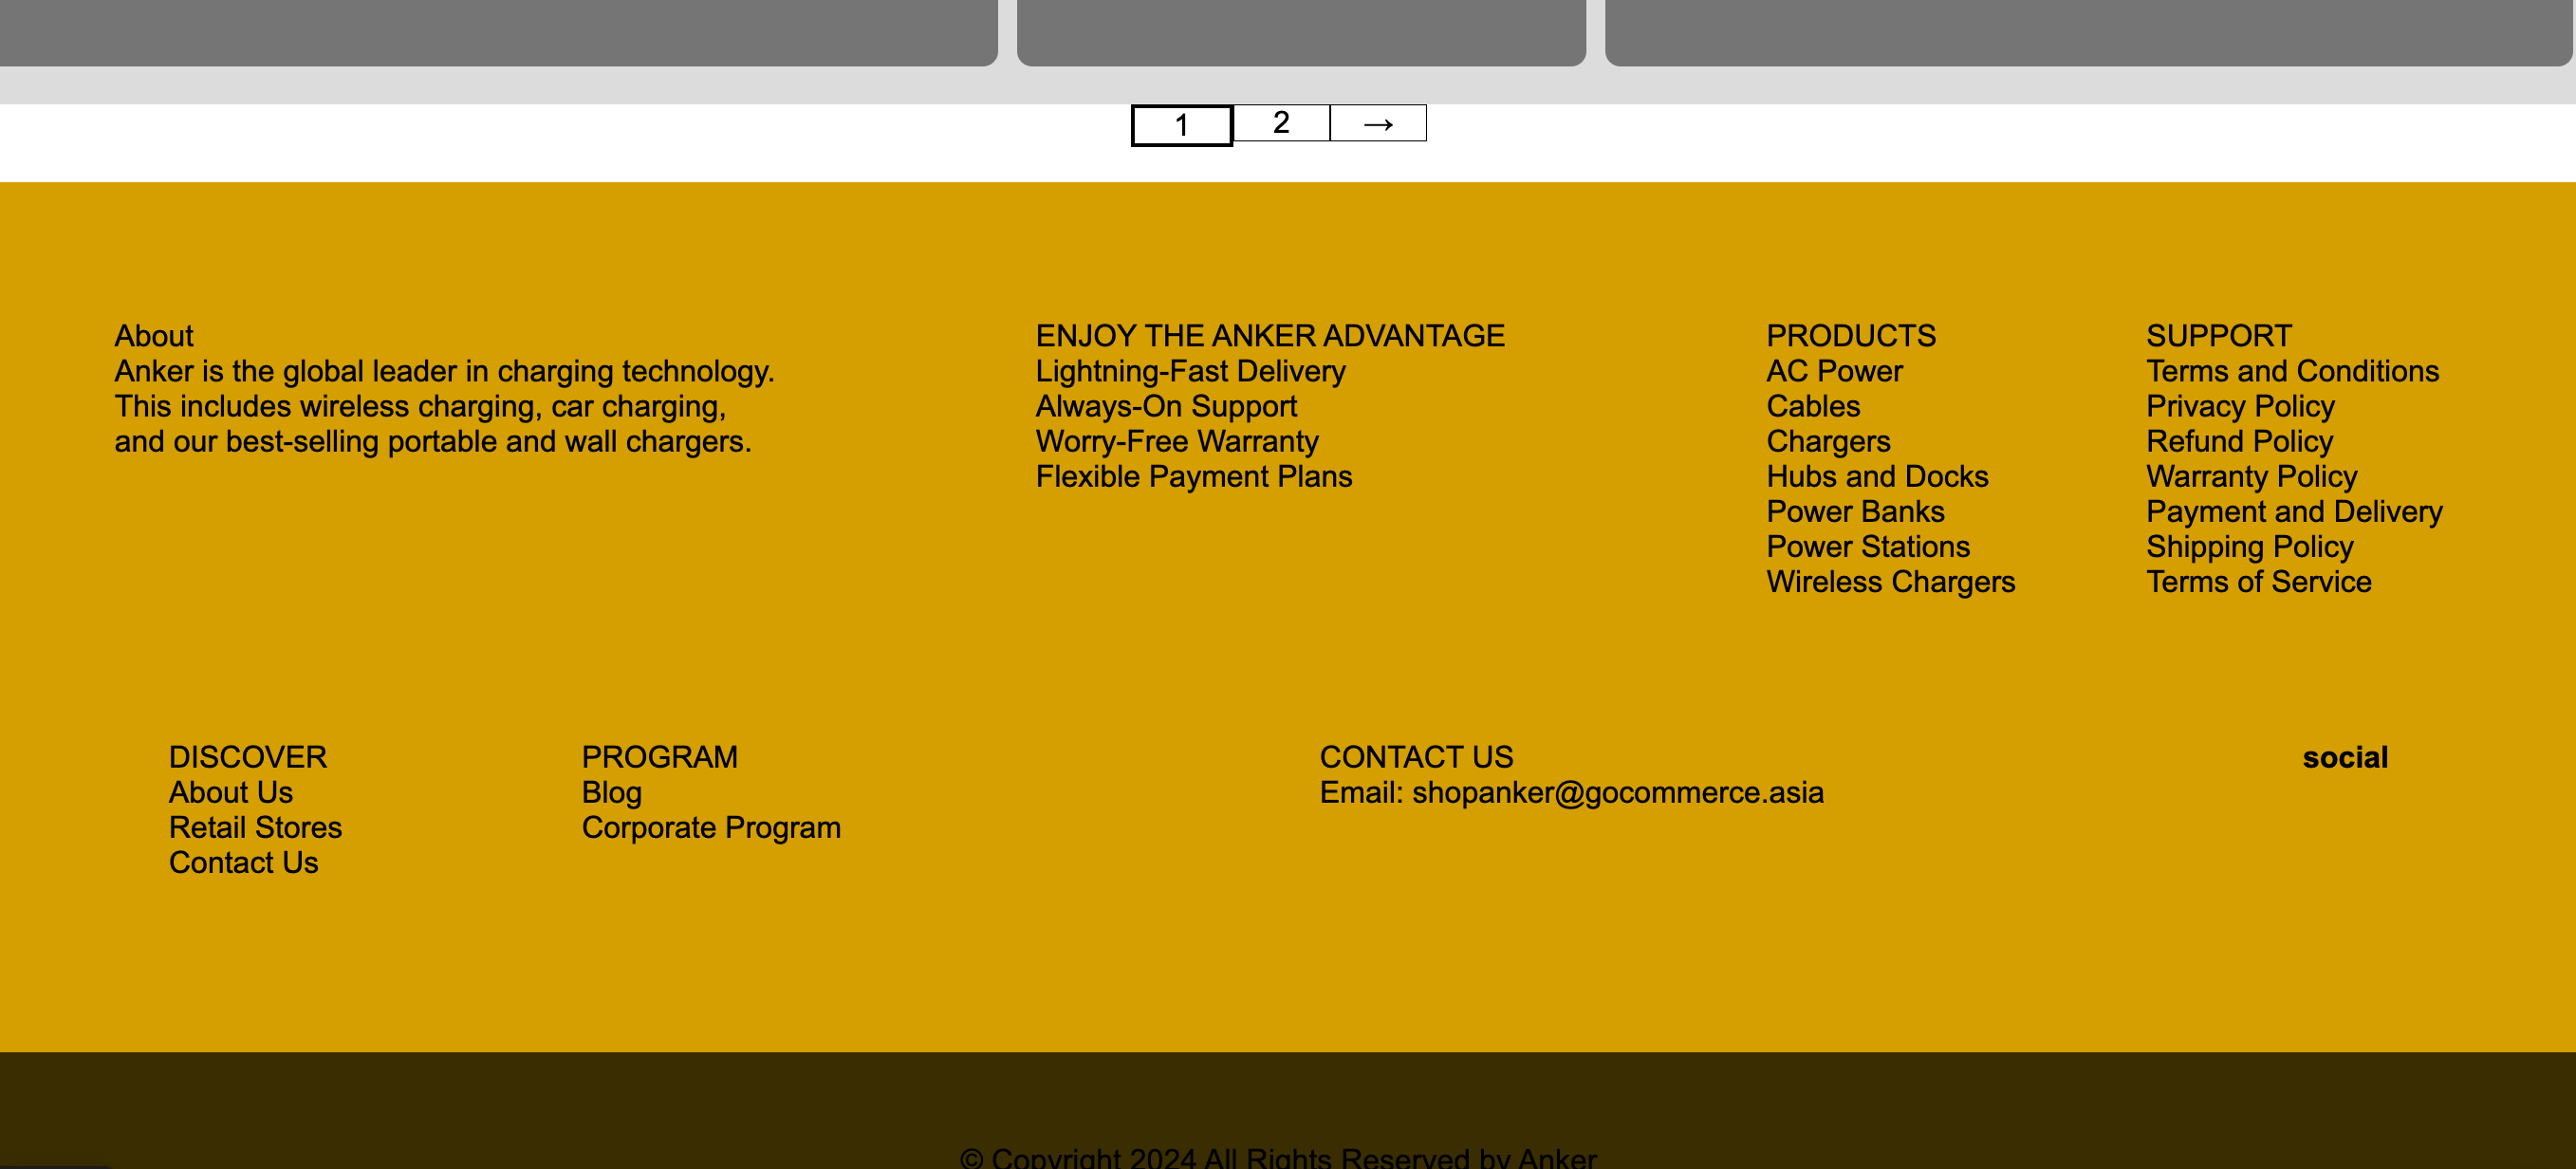 1 2 →
About
Anker is the global leader in charging technology.
This includes wireless charging, car charging,
and our best-selling portable and wall chargers.
ENJOY THE ANKER ADVANTAGE
Lightning-Fast Delivery
Always-On Support
Worry-Free Warranty
Flexible Payment Plans
PRODUCTS
AC Power
Cables
Chargers
Hubs and Docks
Power Banks
Power Stations
Wireless Chargers
SUPPORT
Terms and Conditions
Privacy Policy
Refund Policy
Warranty Policy
Payment and Delivery
Shipping Policy
Terms of Service
DISCOVER
About Us
Retail Stores
Contact Us
PROGRAM
Blog
Corporate Program
CONTACT US
Email: shopanker@gocommerce.asia
social
© Copyright 2024 All Rights Reserved by Anker